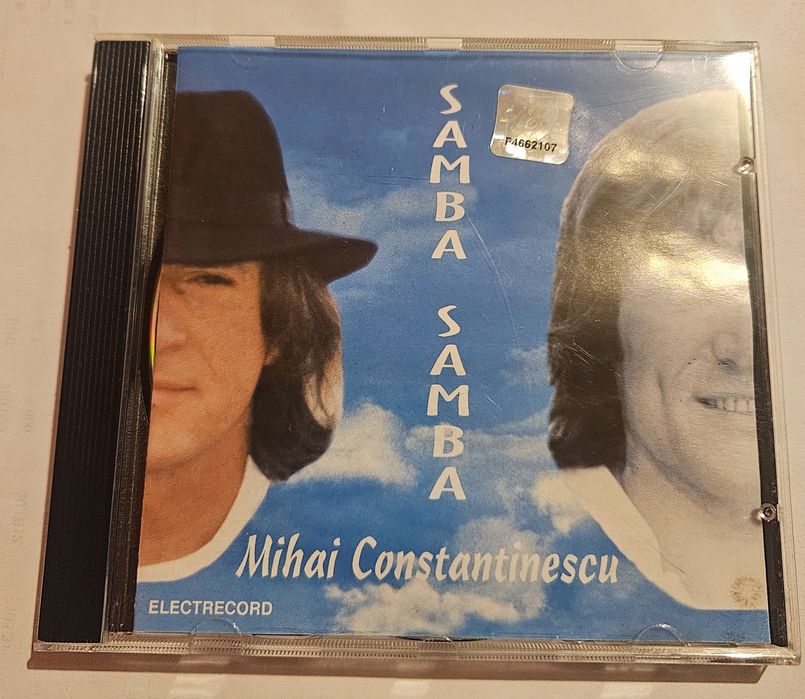 SAMBA SAMBA
F4662107
Mihai Constantinescu
ELECTRECORD